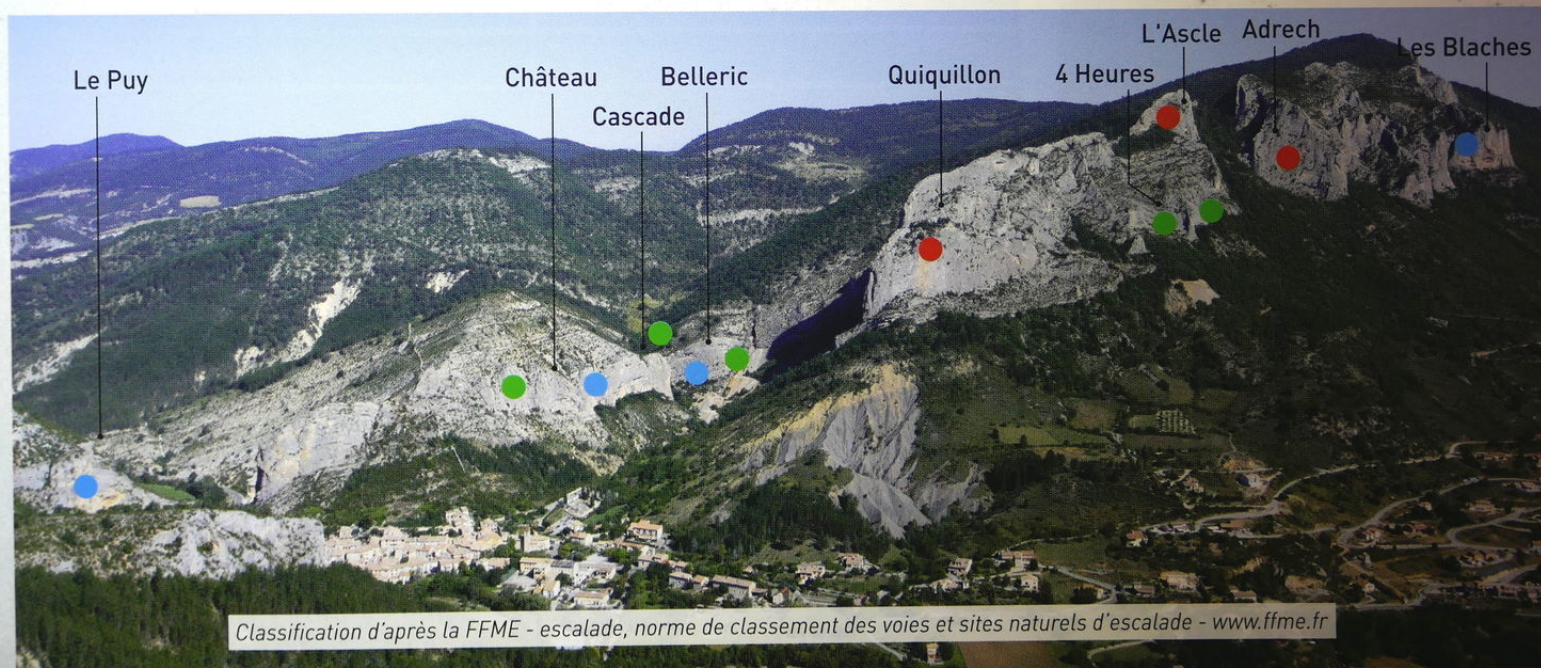 Le Puy
Château
Cascade
Belleric
Quiquillon
4 Heures
L'Ascle
Adrech
Les Blaches
Classification d'après la FFME - escalade, norme de classement des voies et sites naturels d'escalade - www.ffme.fr